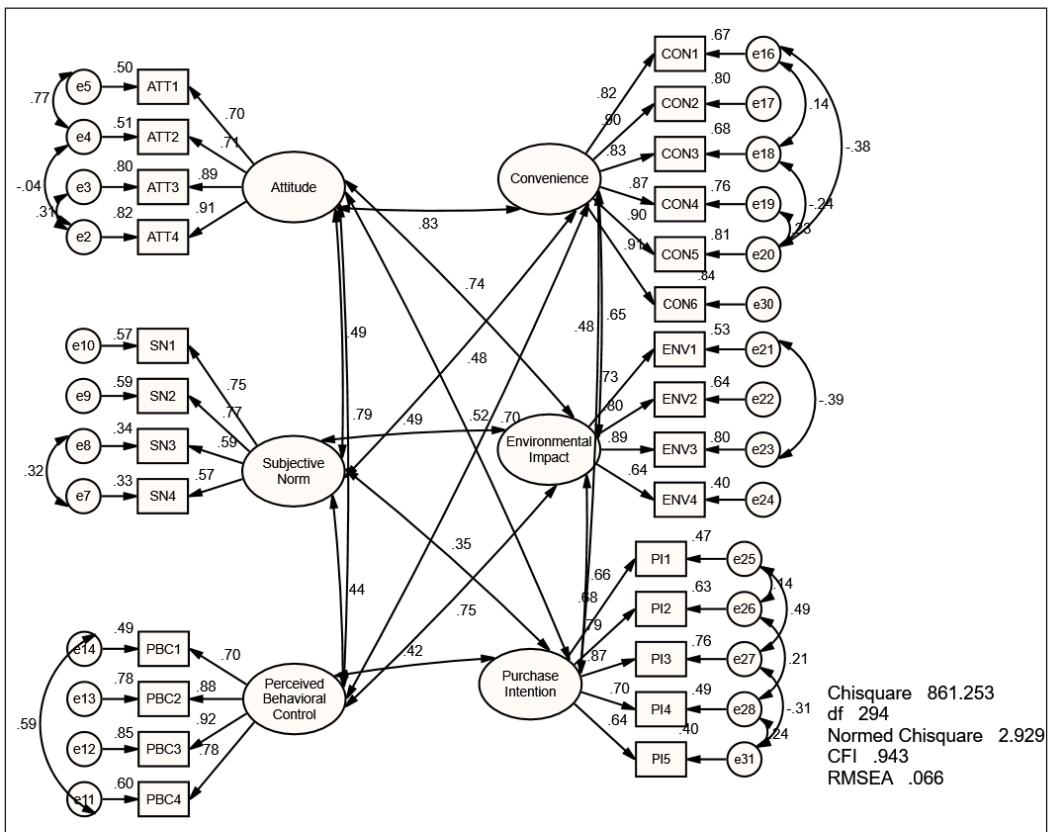 .50
e5
ATT1
.77
.70
.51
e4
ATT2
.71
-.04
.80
e3
ATT3
.89
.31
.82
e2
ATT4
.91
Attitude
.67
CON1
e16
.82
.80
CON2
e17
.90
.14
.68
CON3
e18
.83
-.38
Convenience
.87
.76
CON4
e19
-.24
.90
.23
.81
CON5
e20
.91
.84
CON6
e30
.83
.74
.49
.48
.48
.65
.79
.49
.52
.70
.57
e10
SN1
.75
.59
e9
SN2
.77
.34
e8
SN3
.59
.32
.33
e7
SN4
.57
Subjective
Norm
.53
ENV1
e21
.73
.64
ENV2
e22
.80
-.39
.80
ENV3
e23
.89
.40
ENV4
e24
.64
Environmental
Impact
.35
.44
.75
.42
.66
.68
.47
PI1
e25
.14
.63
PI2
e26
.79
.49
.76
PI3
e27
.87
.21
.49
PI4
e28
.70
-.31
.40
PI5
e31
.64
.24
Purchase
Intention
.49
e14
PBC1
.70
.78
e13
PBC2
.88
.59
.85
e12
PBC3
.92
.60
e11
PBC4
.78
Perceived
Behavioral
Control
Chisquare 861.253
df 294
Normed Chisquare 2.929
CFI .943
RMSEA .066